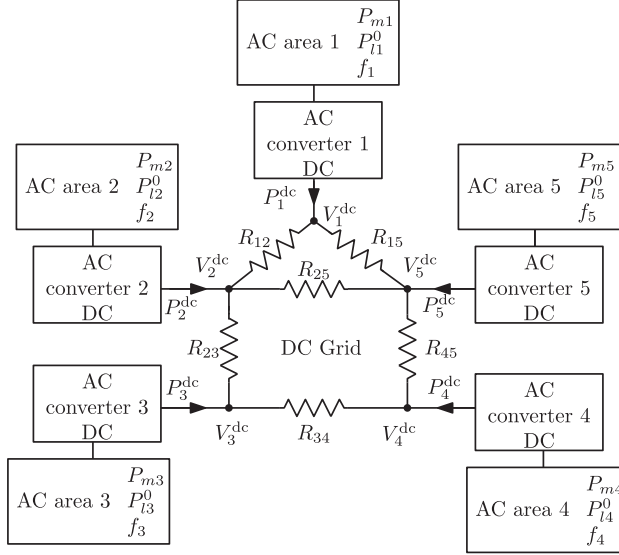 AC area 1
P_{m1}
P_{l1}^0
f_1
AC
converter 1
DC
P_1^{dc}
V_1^{dc}
AC area 2
P_{m2}
P_{l2}^0
f_2
AC area 5
P_{m5}
P_{l5}^0
f_5
R_{12}
R_{15}
AC
converter 2
DC
P_2^{dc}
V_2^{dc}
R_{25}
V_5^{dc}
P_5^{dc}
AC
converter 5
DC
R_{23}
DC Grid
R_{45}
AC
converter 3
DC
P_3^{dc}
V_3^{dc}
R_{34}
V_4^{dc}
P_4^{dc}
AC
converter 4
DC
AC area 3
P_{m3}
P_{l3}^0
f_3
AC area 4
P_{m4}
P_{l4}^0
f_4